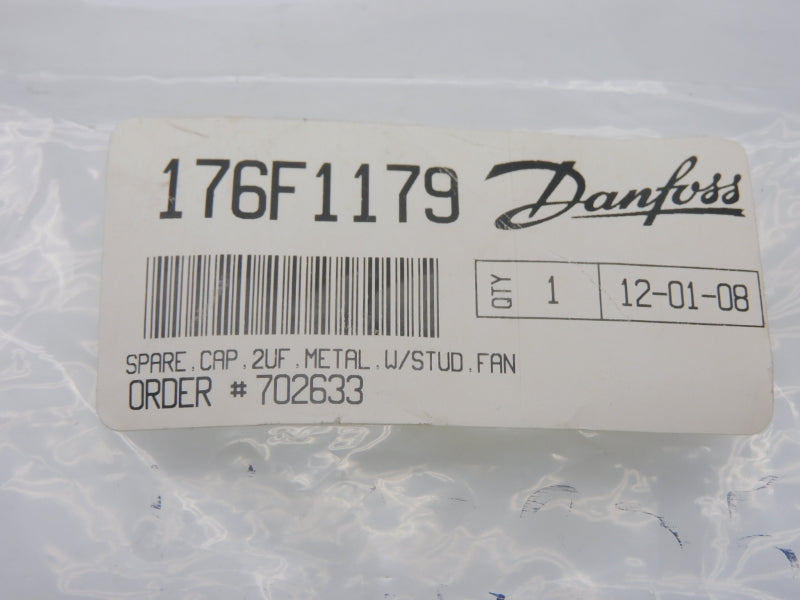 176F1179 Danfoss
QTY 1 12-01-08
SPARE,CAP,2UF,METAL,W/STUD,FAN
ORDER # 702633